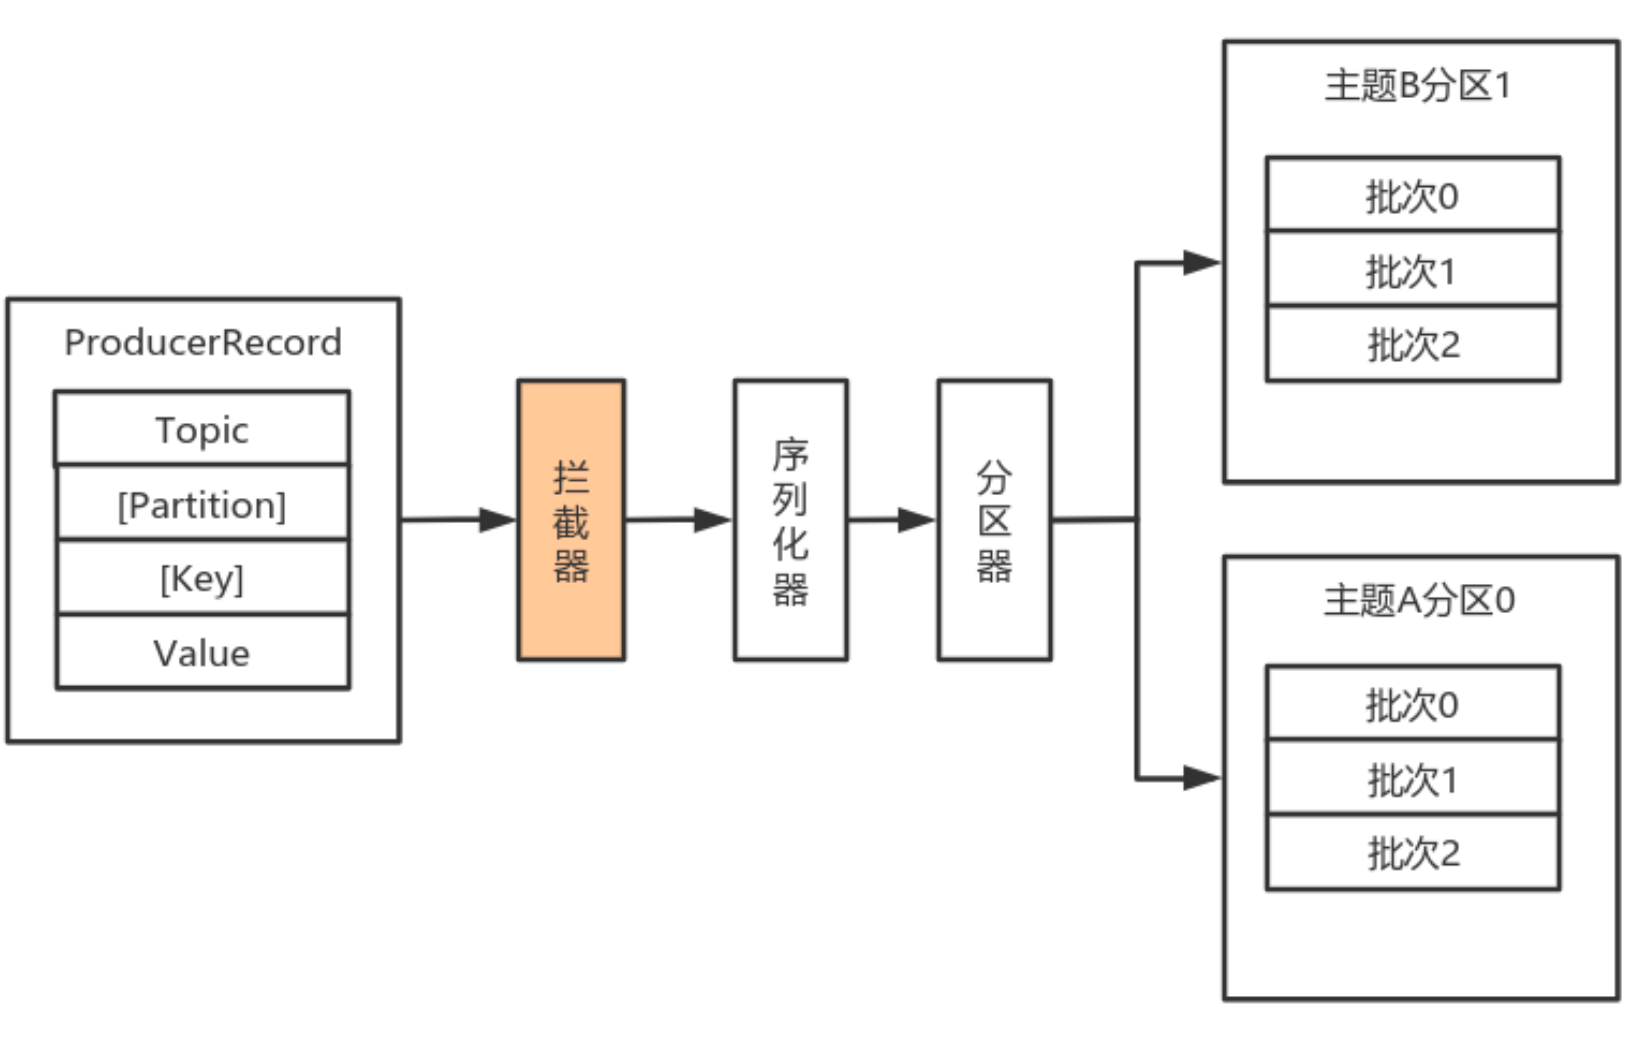 ProducerRecord
Topic
[Partition]
[Key]
Value
拦截器
序列化器
分区器
主题B分区1
批次0
批次1
批次2
主题A分区0
批次0
批次1
批次2